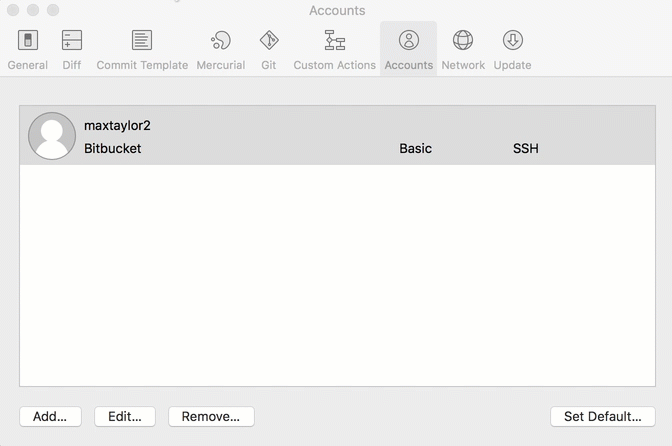 Accounts
General Diff Commit Template Mercurial Git Custom Actions Accounts Network Update
maxtaylor2
Bitbucket Basic SSH
Add... Edit... Remove... Set Default...